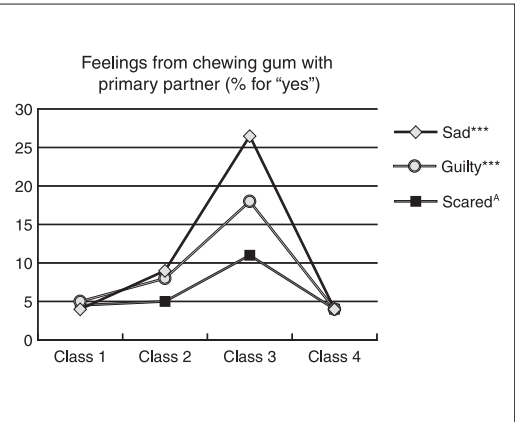 Feelings from chewing gum with
primary partner (% for “yes”)
30
25
20
15
10
5
0
Class 1 Class 2 Class 3 Class 4
Sad***
Guilty***
Scaredᴬ